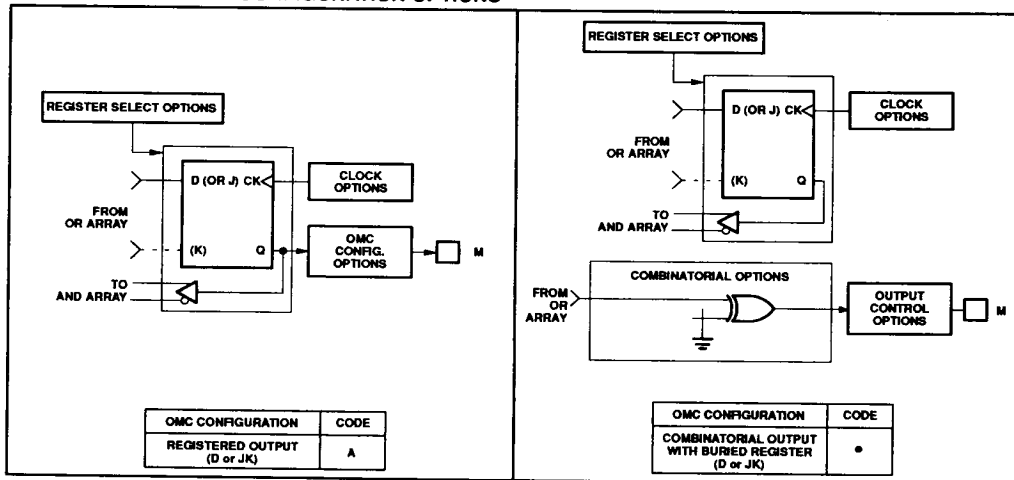 REGISTER SELECT OPTIONS
D (OR J) CK
CLOCK
OPTIONS
FROM
OR ARRAY
(K)
Q
OMC
CONFIG.
OPTIONS
M
TO
AND ARRAY
OMC CONFIGURATION
CODE
REGISTERED OUTPUT
(D or JK)
A
REGISTER SELECT OPTIONS
D (OR J) CK
CLOCK
OPTIONS
FROM
OR ARRAY
(K)
Q
TO
AND ARRAY
COMBINATORIAL OPTIONS
FROM
OR
ARRAY
OUTPUT
CONTROL
OPTIONS
M
OMC CONFIGURATION
CODE
COMBINATORIAL OUTPUT
WITH BURIED REGISTER
(D or JK)
•